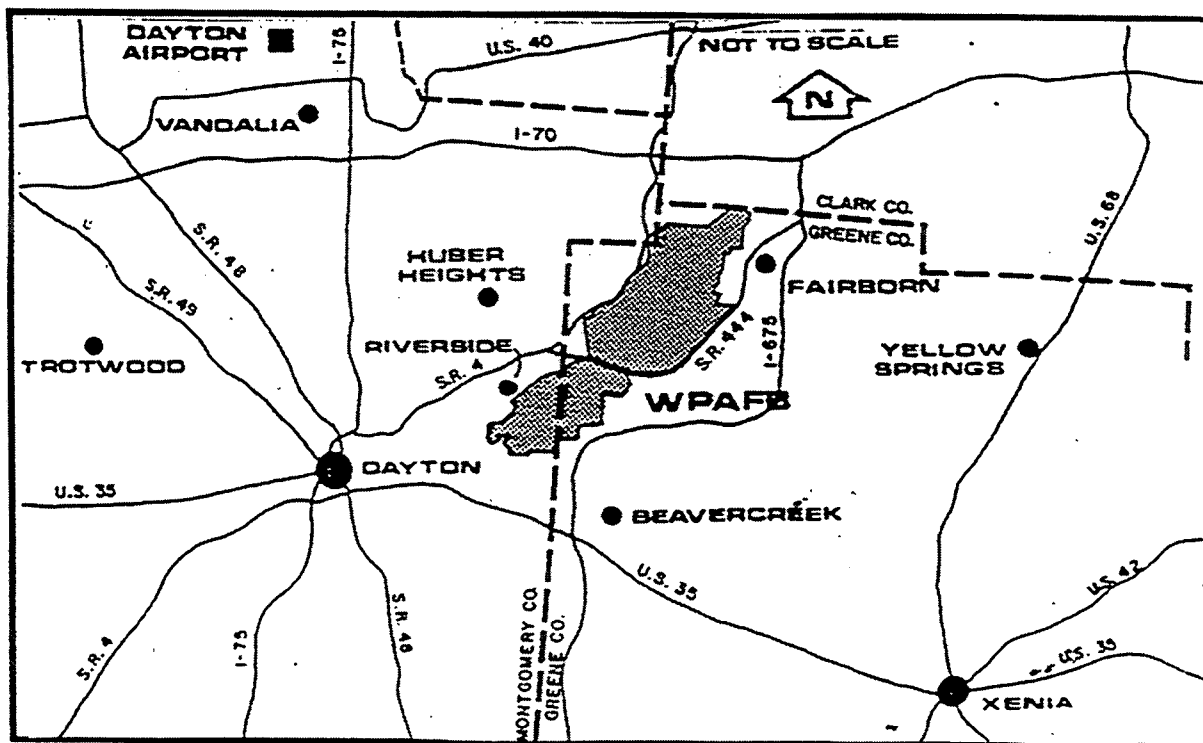 DAYTON
AIRPORT
I-75
U.S. 40
NOT TO SCALE
N
VANDALIA
I-70
U.S. 68
CLARK CO.
GREENE CO.
S.R. 48
HUBER
HEIGHTS
FAIRBORN
S.R. 49
S.R. 444
I-675
RIVERSIDE
YELLOW
SPRINGS
TROTWOOD
S.R. 4
WPAFB
DAYTON
U.S. 35
BEAVERCREEK
U.S. 35
U.S. 42
S.R. 4
I-75
S.R. 48
MONTGOMERY CO.
GREENE CO.
U.S. 35
XENIA